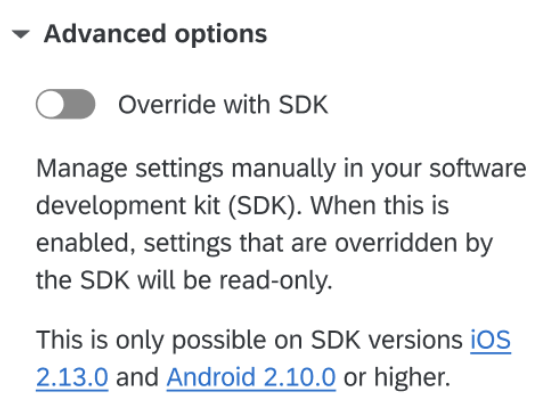 Advanced options
Override with SDK
Manage settings manually in your software
development kit (SDK). When this is
enabled, settings that are overridden by
the SDK will be read-only.
This is only possible on SDK versions iOS
2.13.0 and Android 2.10.0 or higher.